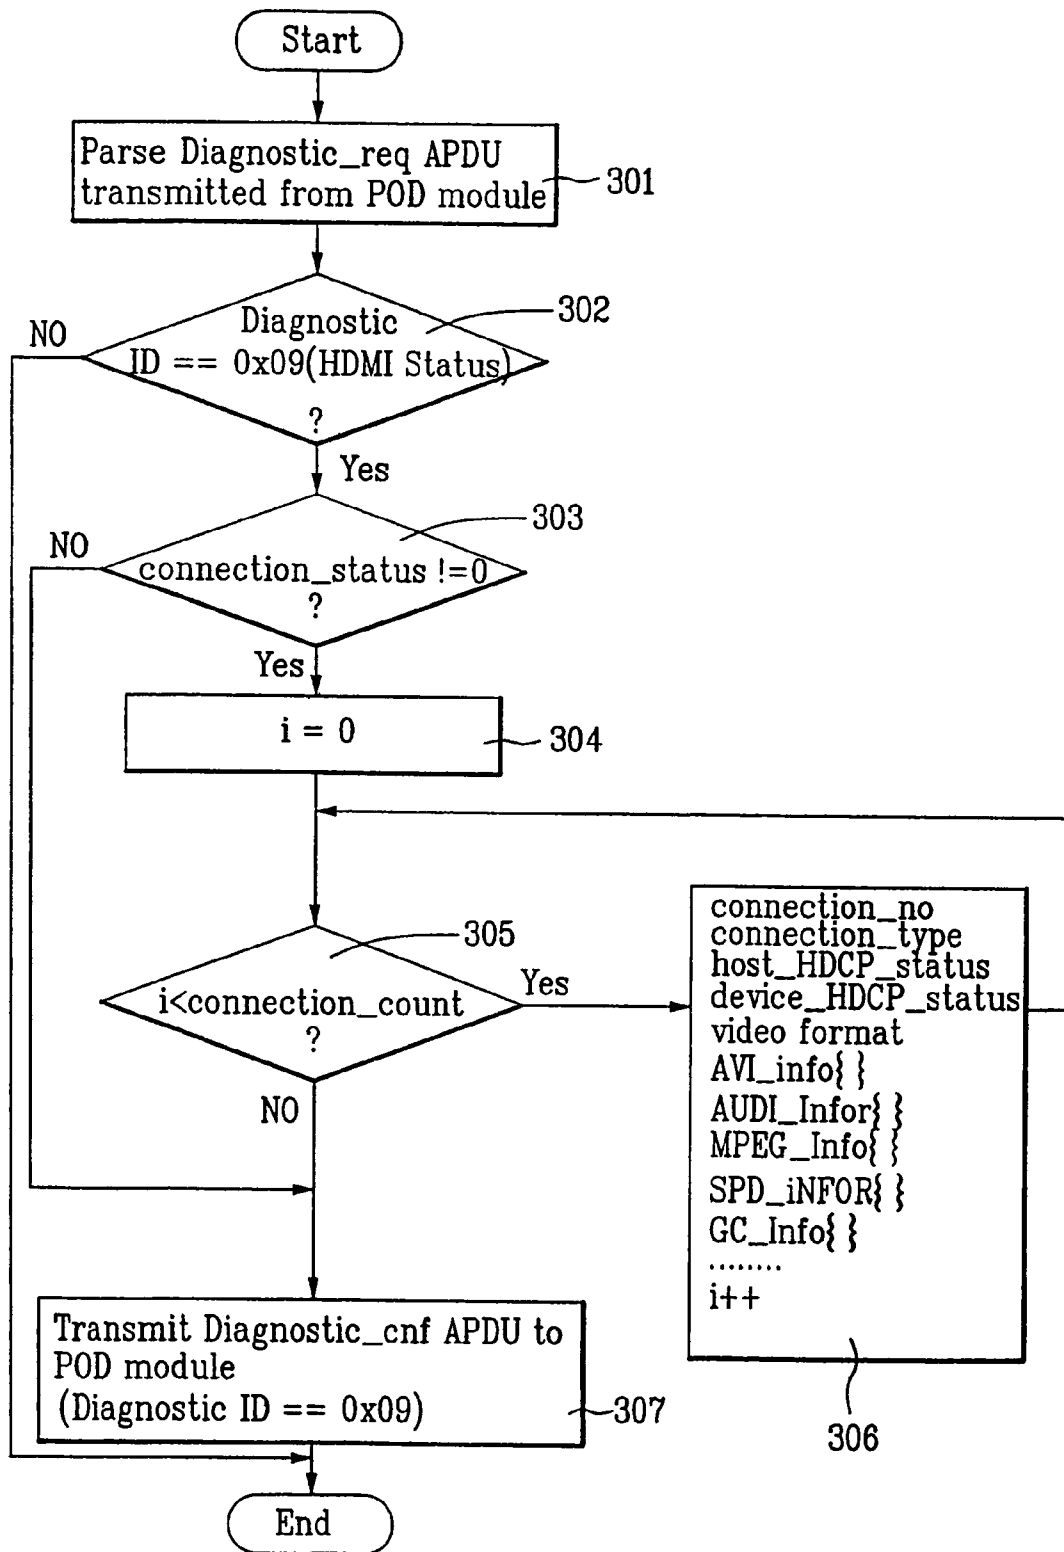 Start
Parse Diagnostic_req APDU
transmitted from POD module
301
Diagnostic
ID == 0x09(HDMI Status)
?
302
NO
Yes
connection_status !=0
?
303
NO
Yes
i = 0
304
i<connection_count
?
305
Yes
NO
connection_no
connection_type
host_HDCP_status
device_HDCP_status
video format
AVI_info{ }
AUDI_Infor{ }
MPEG_Info{ }
SPD_iNFOR{ }
GC_Info{ }
........
i++
306
Transmit Diagnostic_cnf APDU to
POD module
(Diagnostic ID == 0x09)
307
End